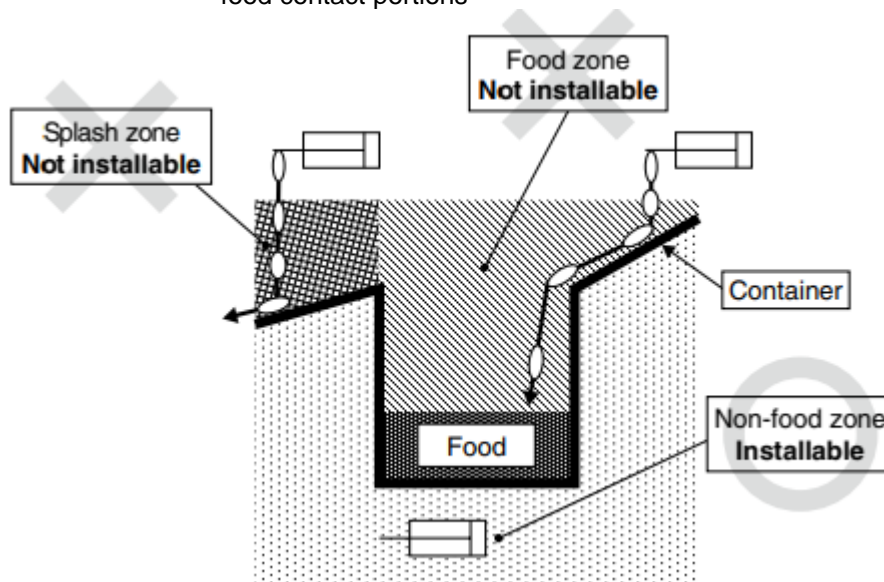 food contact portions
Food zone
Not installable
Splash zone
Not installable
Container
Non-food zone
Installable
Food